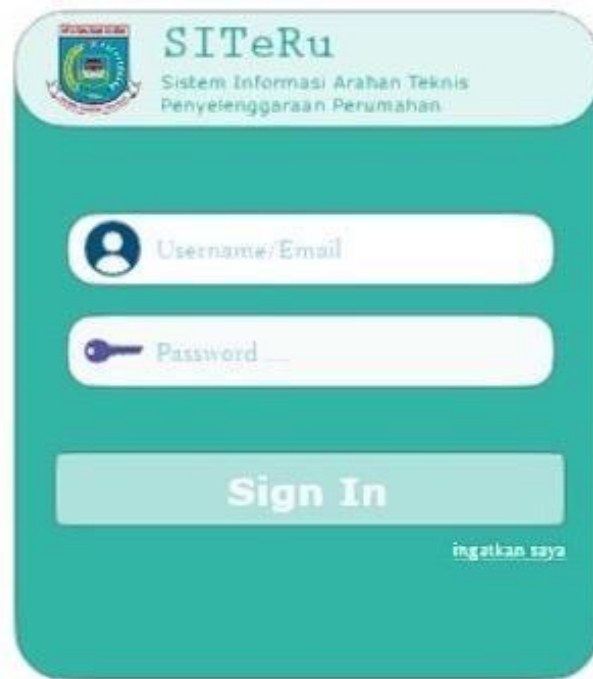 SITeRu
Sistem Informasi Arahan Teknis
Penyelenggaraan Perumahan
Username/Email
Password ....
Sign In
ingatkan saya